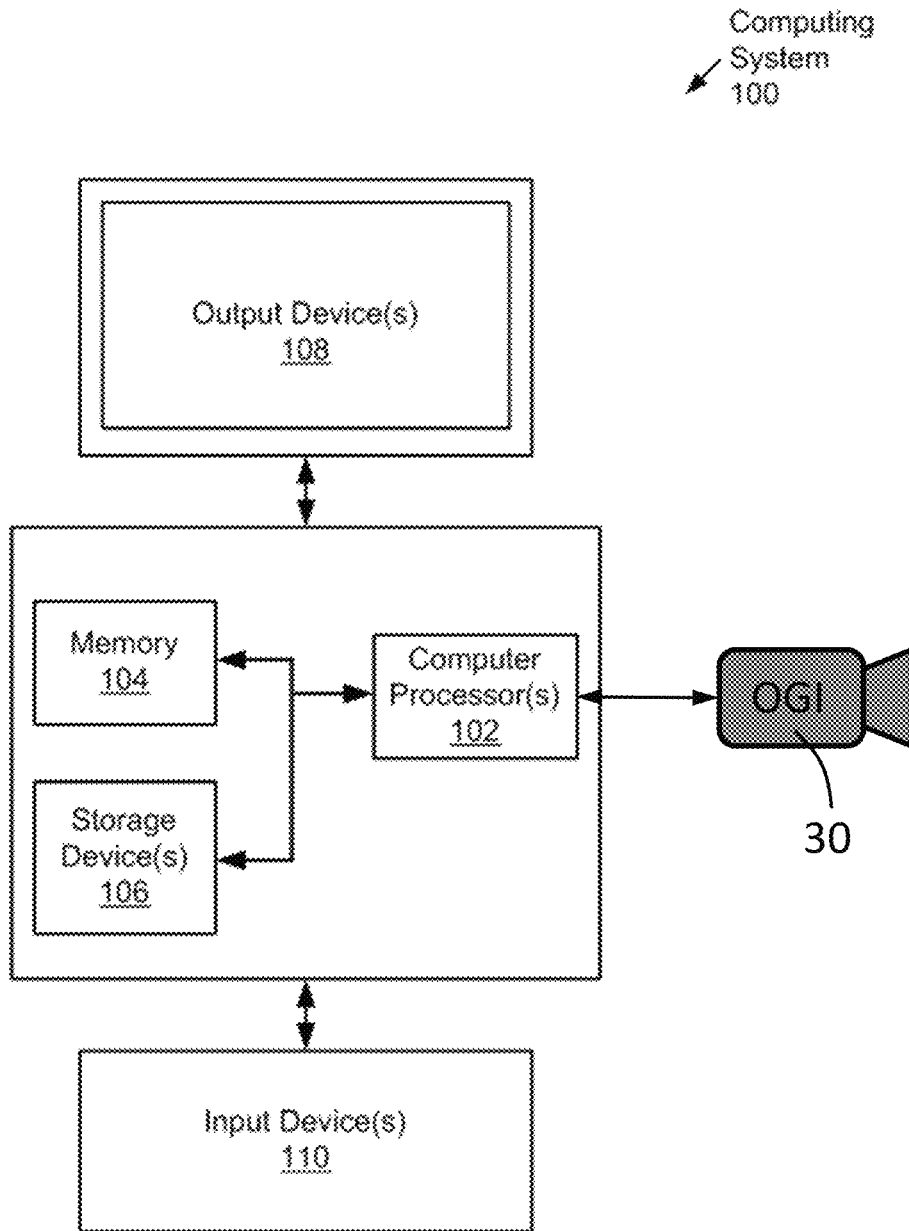 Computing
System
100
Output Device(s)
108
Memory
104
Computer
Processor(s)
102
OGI
30
Storage
Device(s)
106
Input Device(s)
110